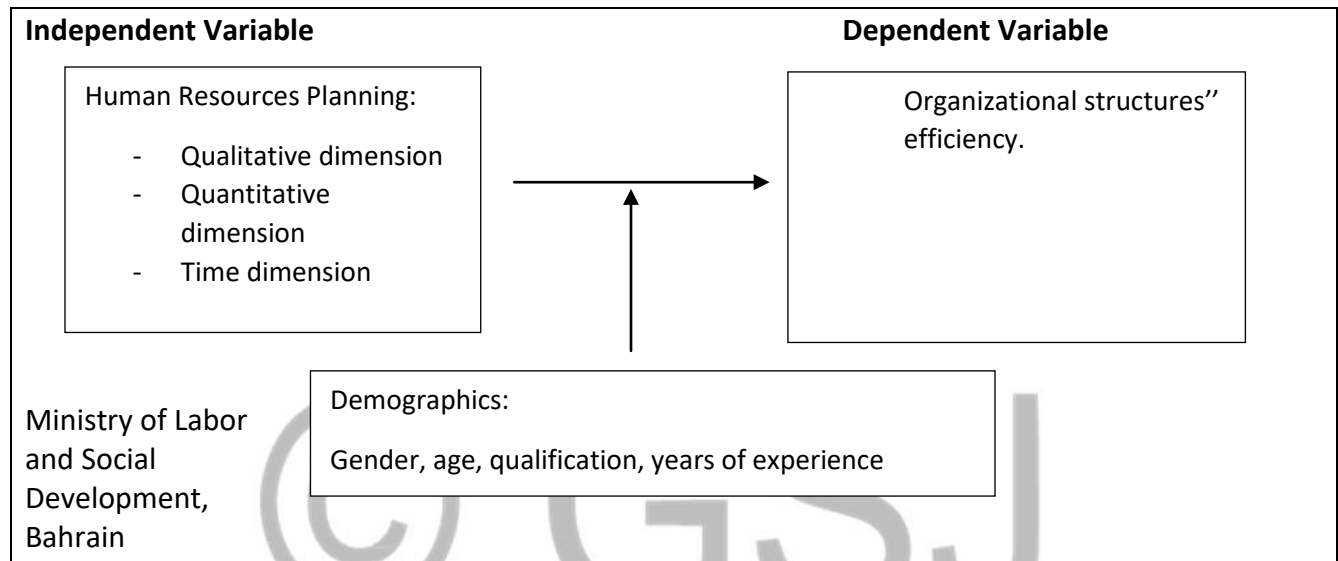 Independent Variable
Dependent Variable
Human Resources Planning:
- Qualitative dimension
- Quantitative
dimension
- Time dimension
Organizational structures’’
efficiency.
Demographics:
Gender, age, qualification, years of experience
Ministry of Labor
and Social
Development,
Bahrain
© GSJ